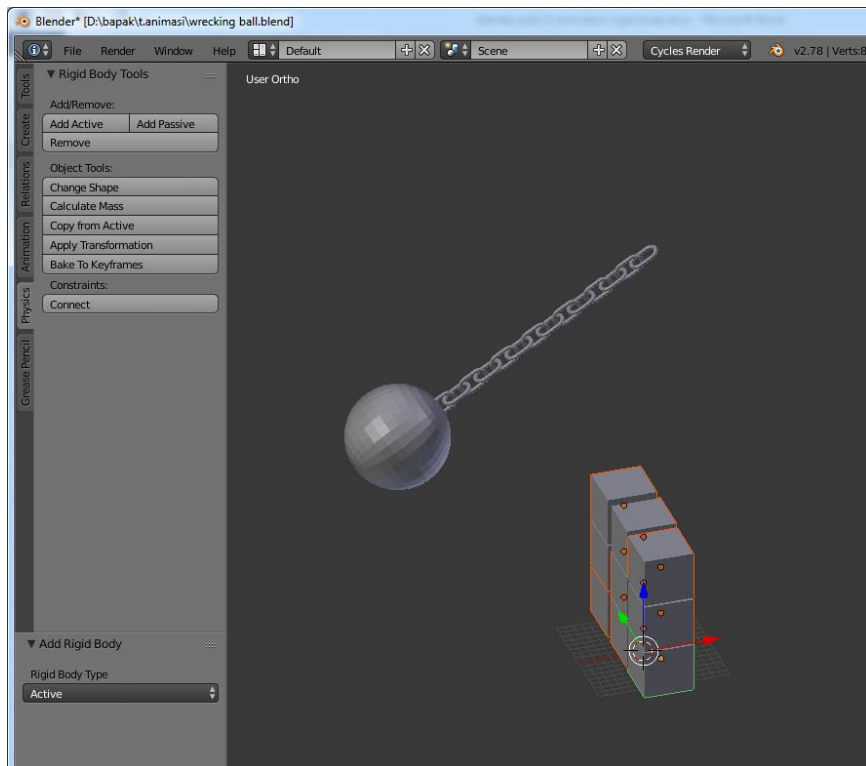 Blender* [D:\bapak\t.animasi\wrecking ball.blend]
File Render Window Help Default Scene Cycles Render v2.78 | Verts:8
Tools
Create
Relations
Animation
Physics
Grease Pencil
Rigid Body Tools
Add/Remove:
Add Active Add Passive
Remove
Object Tools:
Change Shape
Calculate Mass
Copy from Active
Apply Transformation
Bake To Keyframes
Constraints:
Connect
User Ortho
Add Rigid Body
Rigid Body Type
Active